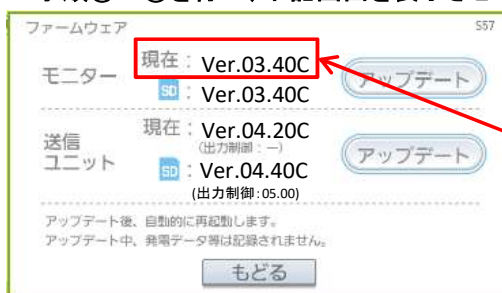 ファームウェア S57
モニター
現在： Ver.03.40C
SD ： Ver.03.40C
アップデート
送信
ユニット
現在： Ver.04.20C
（出力制御：―）
SD ： Ver.04.40C
(出力制御：05.00)
アップデート
アップデート後、自動的に再起動します。
アップデート中、発電データ等は記録されません。
もどる